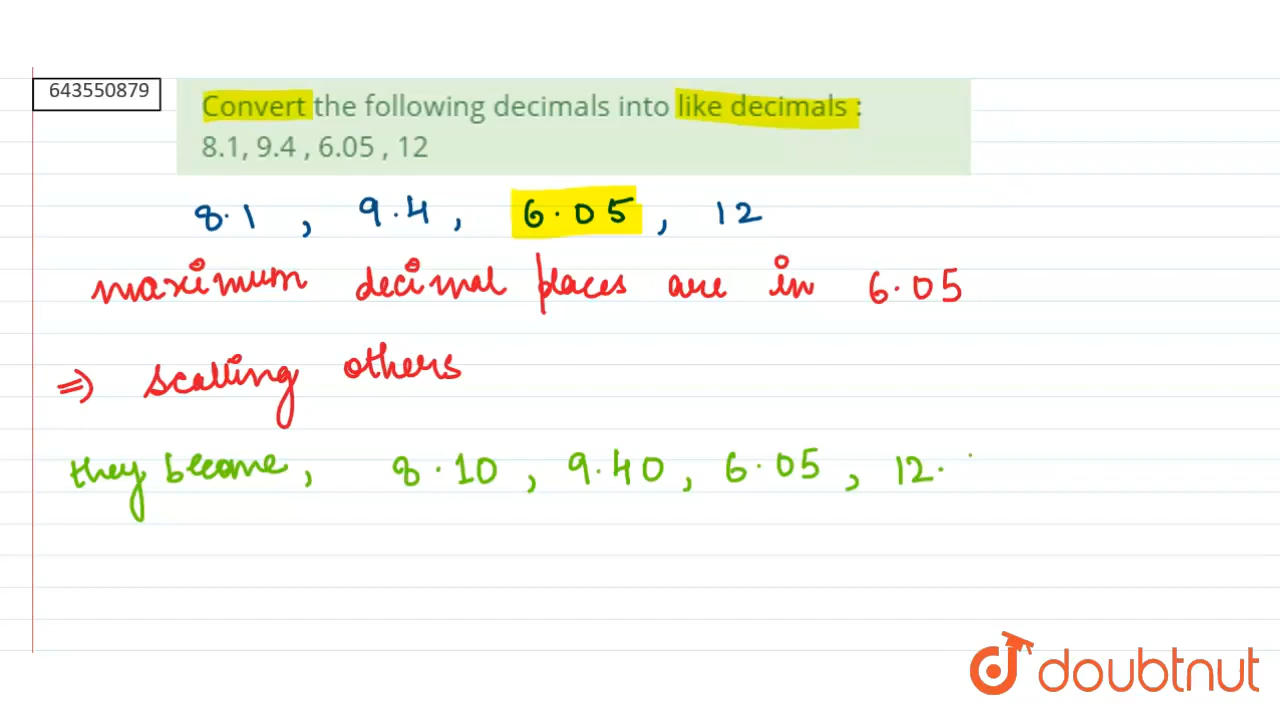 643550879
Convert the following decimals into like decimals :
8.1, 9.4 , 6.05 , 12
8.1 , 9.4 , 6.05 , 12
maximum decimal places are in 6.05
⇒ scalling others
they become , 8.10 , 9.40 , 6.05 , 12.
doubtnut